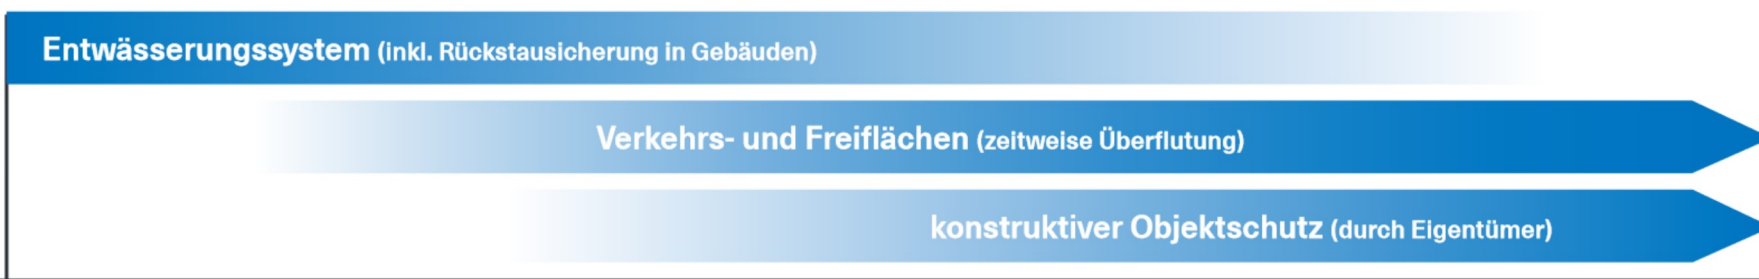 Entwässerungssystem (inkl. Rückstausicherung in Gebäuden)
Verkehrs- und Freiflächen (zeitweise Überflutung)
konstruktiver Objektschutz (durch Eigentümer)